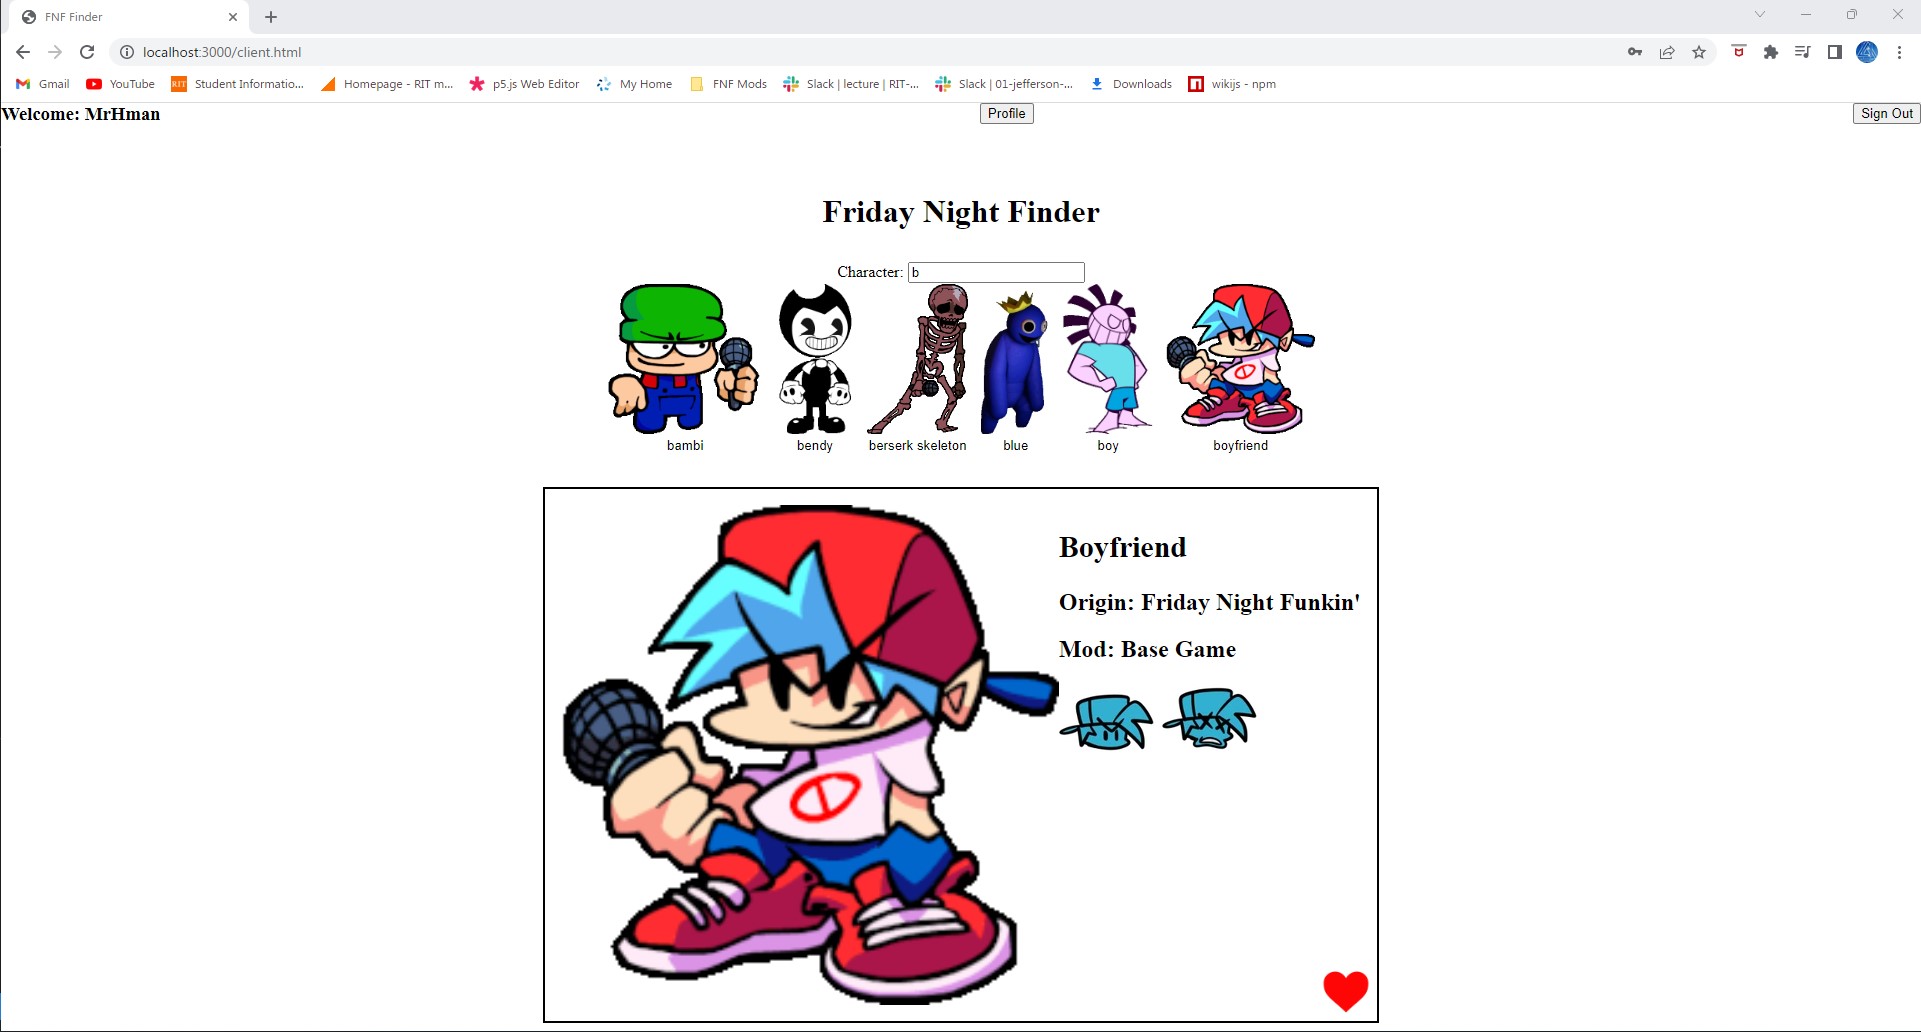 FNF Finder
localhost:3000/client.html
Gmail YouTube RIT Student Informatio... Homepage - RIT m... p5.js Web Editor My Home FNF Mods Slack | lecture | RIT-... Slack | 01-jefferson-... Downloads wikijs - npm
Welcome: MrHman Profile Sign Out
Friday Night Finder
Character: b
bambi bendy berserk skeleton blue boy boyfriend
Boyfriend
Origin: Friday Night Funkin'
Mod: Base Game